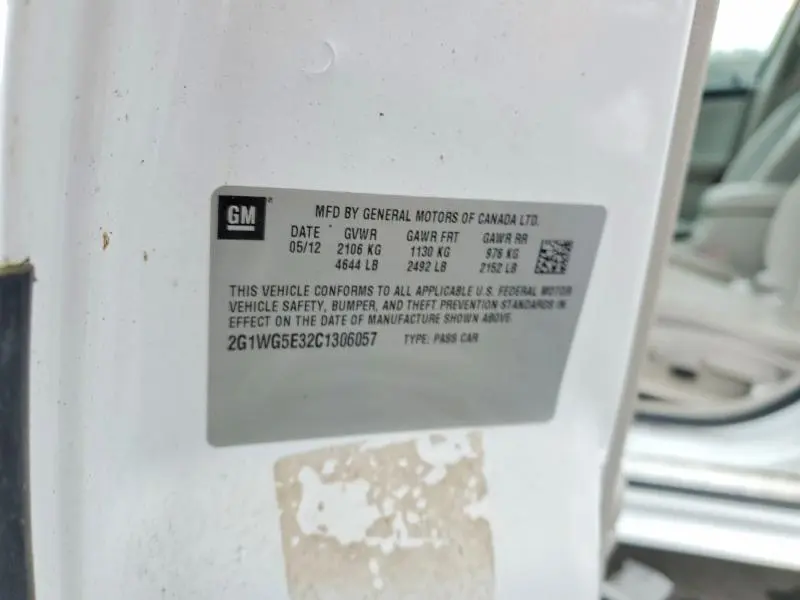 GM
MFD BY GENERAL MOTORS OF CANADA LTD.
DATE GVWR GAWR FRT GAWR RR
05/12 2106 KG 1130 KG 976 KG
4644 LB 2492 LB 2152 LB
THIS VEHICLE CONFORMS TO ALL APPLICABLE U.S. FEDERAL MOTOR
VEHICLE SAFETY, BUMPER, AND THEFT PREVENTION STANDARDS IN
EFFECT ON THE DATE OF MANUFACTURE SHOWN ABOVE.
2G1WG5E32C1306057 TYPE: PASS CAR